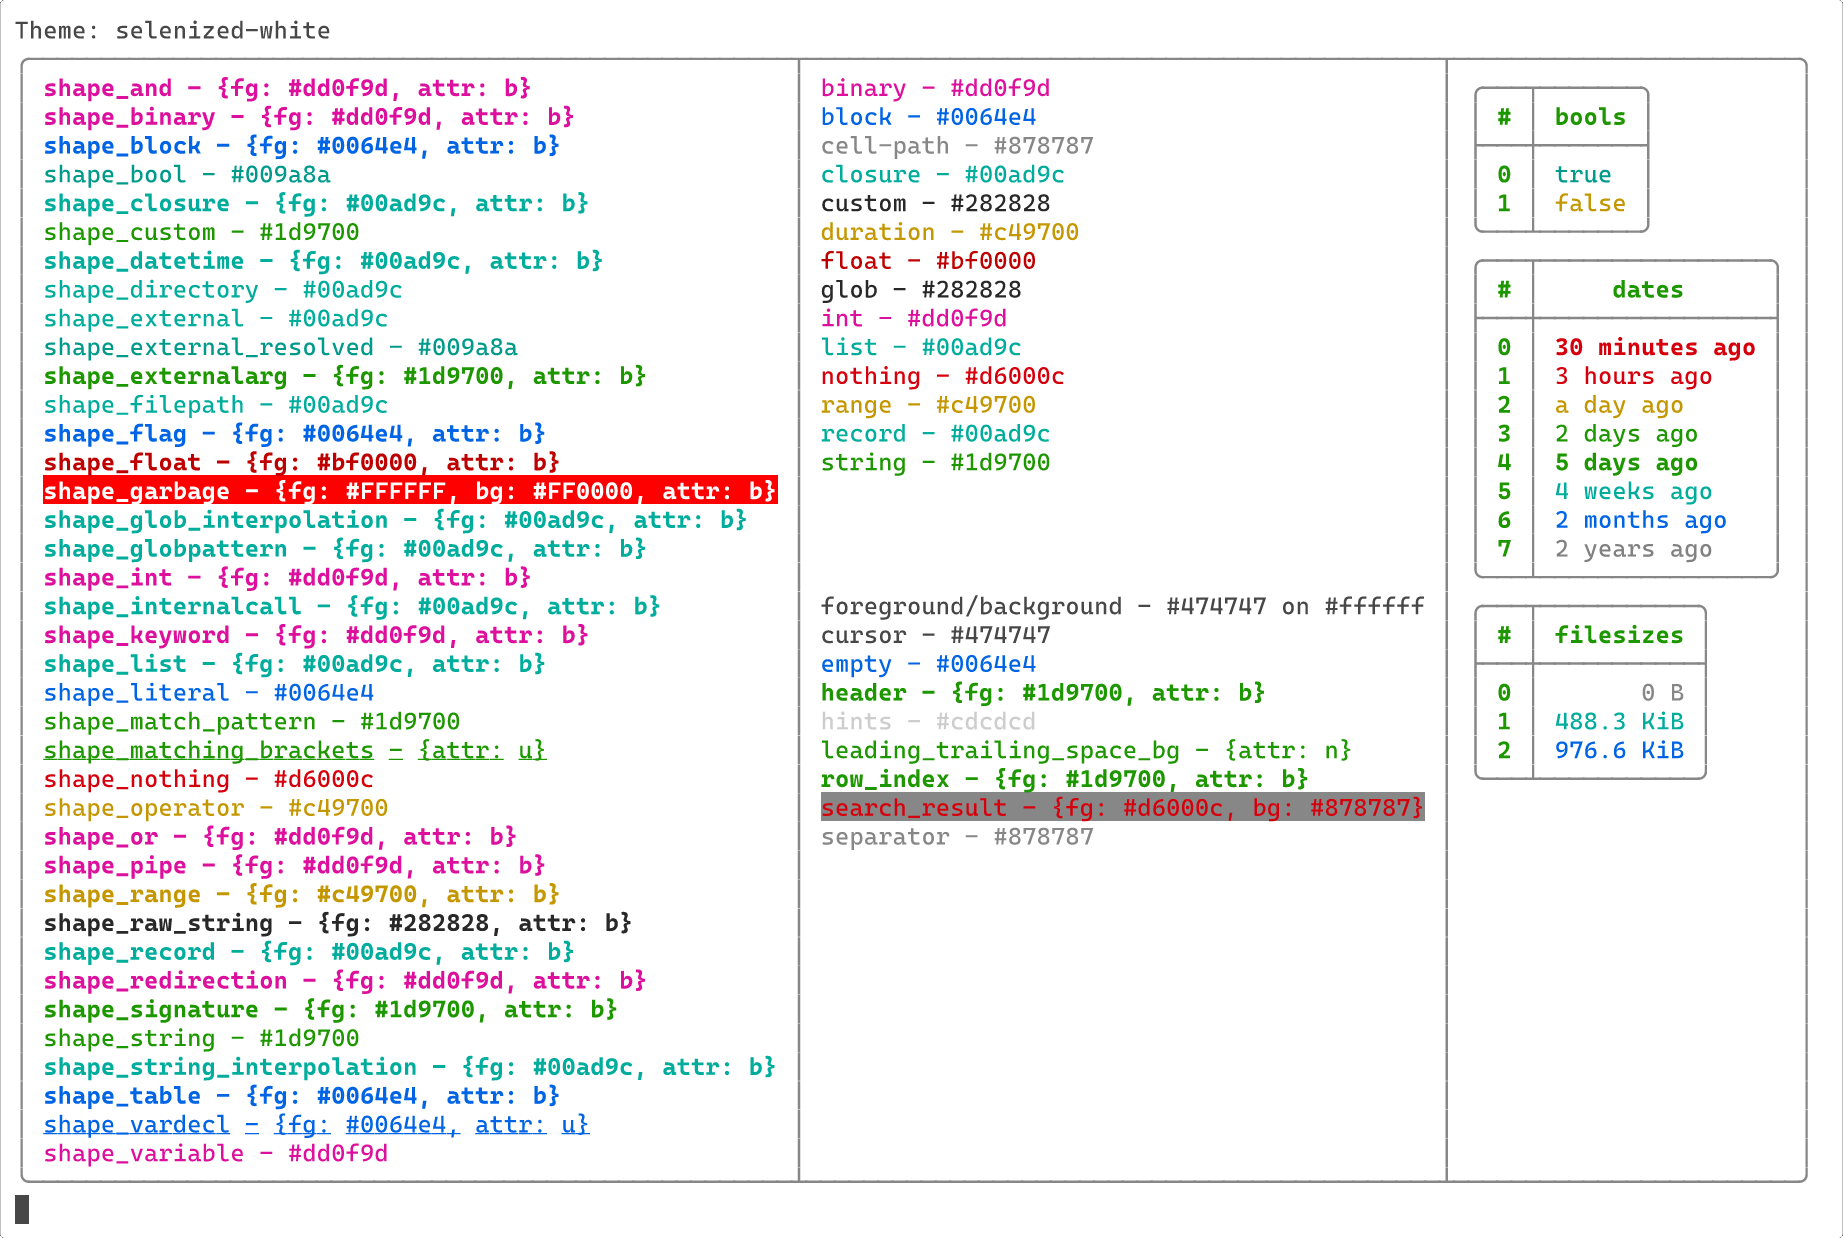 Theme: selenized-white
shape_and - {fg: #dd0f9d, attr: b}
shape_binary - {fg: #dd0f9d, attr: b}
shape_block - {fg: #0064e4, attr: b}
shape_bool - #009a8a
shape_closure - {fg: #00ad9c, attr: b}
shape_custom - #1d9700
shape_datetime - {fg: #00ad9c, attr: b}
shape_directory - #00ad9c
shape_external - #00ad9c
shape_external_resolved - #009a8a
shape_externalarg - {fg: #1d9700, attr: b}
shape_filepath - #00ad9c
shape_flag - {fg: #0064e4, attr: b}
shape_float - {fg: #bf0000, attr: b}
shape_garbage - {fg: #FFFFFF, bg: #FF0000, attr: b}
shape_glob_interpolation - {fg: #00ad9c, attr: b}
shape_globpattern - {fg: #00ad9c, attr: b}
shape_int - {fg: #dd0f9d, attr: b}
shape_internalcall - {fg: #00ad9c, attr: b}
shape_keyword - {fg: #dd0f9d, attr: b}
shape_list - {fg: #00ad9c, attr: b}
shape_literal - #0064e4
shape_match_pattern - #1d9700
shape_matching_brackets - {attr: u}
shape_nothing - #d6000c
shape_operator - #c49700
shape_or - {fg: #dd0f9d, attr: b}
shape_pipe - {fg: #dd0f9d, attr: b}
shape_range - {fg: #c49700, attr: b}
shape_raw_string - {fg: #282828, attr: b}
shape_record - {fg: #00ad9c, attr: b}
shape_redirection - {fg: #dd0f9d, attr: b}
shape_signature - {fg: #1d9700, attr: b}
shape_string - #1d9700
shape_string_interpolation - {fg: #00ad9c, attr: b}
shape_table - {fg: #0064e4, attr: b}
shape_vardecl - {fg: #0064e4, attr: u}
shape_variable - #dd0f9d
binary - #dd0f9d
block - #0064e4
cell-path - #878787
closure - #00ad9c
custom - #282828
duration - #c49700
float - #bf0000
glob - #282828
int - #dd0f9d
list - #00ad9c
nothing - #d6000c
range - #c49700
record - #00ad9c
string - #1d9700
foreground/background - #474747 on #ffffff
cursor - #474747
empty - #0064e4
header - {fg: #1d9700, attr: b}
hints - #cdcdcd
leading_trailing_space_bg - {attr: n}
row_index - {fg: #1d9700, attr: b}
search_result - {fg: #d6000c, bg: #878787}
separator - #878787
# bools
0 true
1 false
# dates
0 30 minutes ago
1 3 hours ago
2 a day ago
3 2 days ago
4 5 days ago
5 4 weeks ago
6 2 months ago
7 2 years ago
# filesizes
0 0 B
1 488.3 KiB
2 976.6 KiB